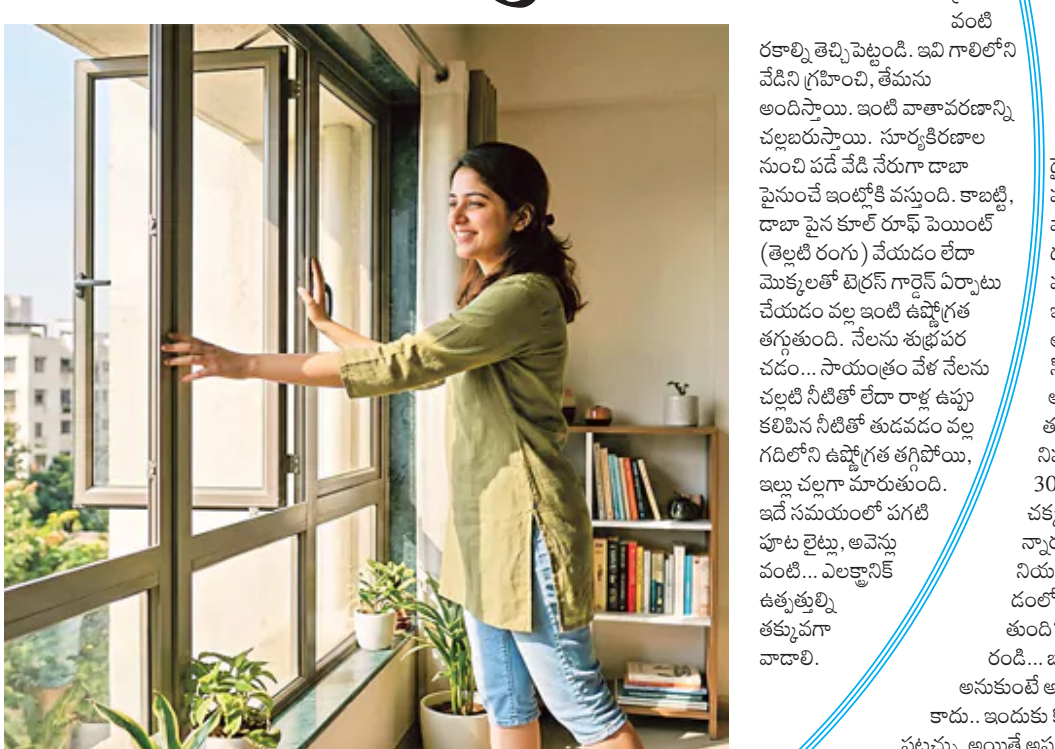 వంటి
రకాల్ని తెచ్చిపెట్టండి. ఇవి గాలిలోని
వేడిని గ్రహించి, తేమను
అందిస్తాయి. ఇంటి వాతావరణాన్ని
చల్లబరుస్తాయి. సూర్యకిరణాల
నుంచి పడే వేడి నేరుగా డాబా
పైనుంచే ఇంట్లోకి వస్తుంది. కాబట్టి,
డాబా పైన కూల్ రూఫ్ పెయింట్
(తెల్లటి రంగు) వేయడం లేదా
మొక్కలతో టెర్రస్ గార్డెన్ ఏర్పాటు
చేయడం వల్ల ఇంటి ఉష్ణోగ్రత
తగ్గుతుంది. నేలను శుభ్రపర
చడం... సాయంత్రం వేళ నేలను
చల్లటి నీటితో లేదా రాళ్ల ఉప్పు
కలిపిన నీటితో తుడవడం వల్ల
గదిలోని ఉష్ణోగ్రత తగ్గిపోయి,
ఇల్లు చల్లగా మారుతుంది.
ఇదే సమయంలో పగటి
పూట లైట్లు, అవెన్లు
వంటి... ఎలక్ట్రానిక్
ఉత్పత్తుల్ని
తక్కువగా
వాడాలి.
30
రండి...
అనుకుంటే
కాదు.. ఇందుకు